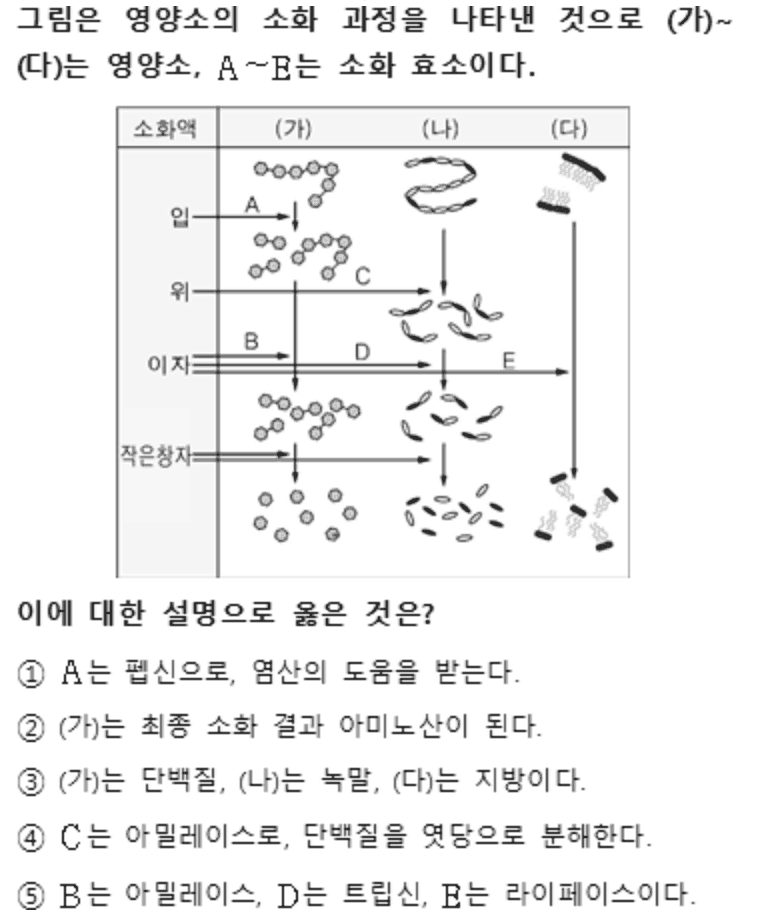 그림은 영양소의 소화 과정을 나타낸 것으로 (가)~
(다)는 영양소, A~E는 소화 효소이다.
소화액 (가) (나) (다)
입 A
위 C
B
이자 D E
작은창자
이에 대한 설명으로 옳은 것은?
① A는 펩신으로, 염산의 도움을 받는다.
② (가)는 최종 소화 결과 아미노산이 된다.
③ (가)는 단백질, (나)는 녹말, (다)는 지방이다.
④ C는 아밀레이스로, 단백질을 엿당으로 분해한다.
⑤ B는 아밀레이스, D는 트립신, E는 라이페이스이다.